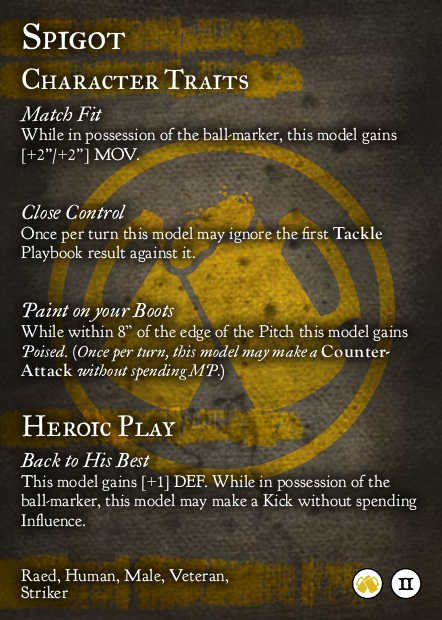 Spigot
Character Traits
Match Fit
While in possession of the ball-marker, this model gains
[+2"/+2"] MOV.
Close Control
Once per turn this model may ignore the first Tackle
Playbook result against it.
Paint on your Boots
While within 8" of the edge of the Pitch this model gains
Poised. (Once per turn, this model may make a Counter-
Attack without spending MP.)
Heroic Play
Back to His Best
This model gains [+1] DEF. While in possession of the
ball-marker, this model may make a Kick without spending
Influence.
Raed, Human, Male, Veteran,
Striker
II